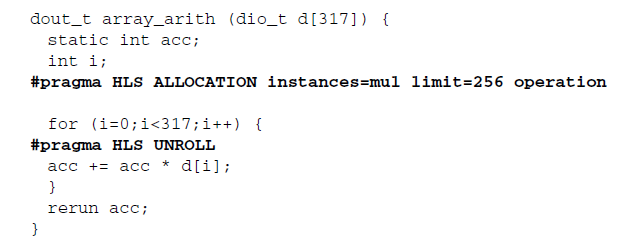 dout_t array_arith (dio_t d[317]) {
static int acc;
int i;
#pragma HLS ALLOCATION instances=mul limit=256 operation
for (i=0;i<317;i++) {
#pragma HLS UNROLL
acc += acc * d[i];
}
rerun acc;
}